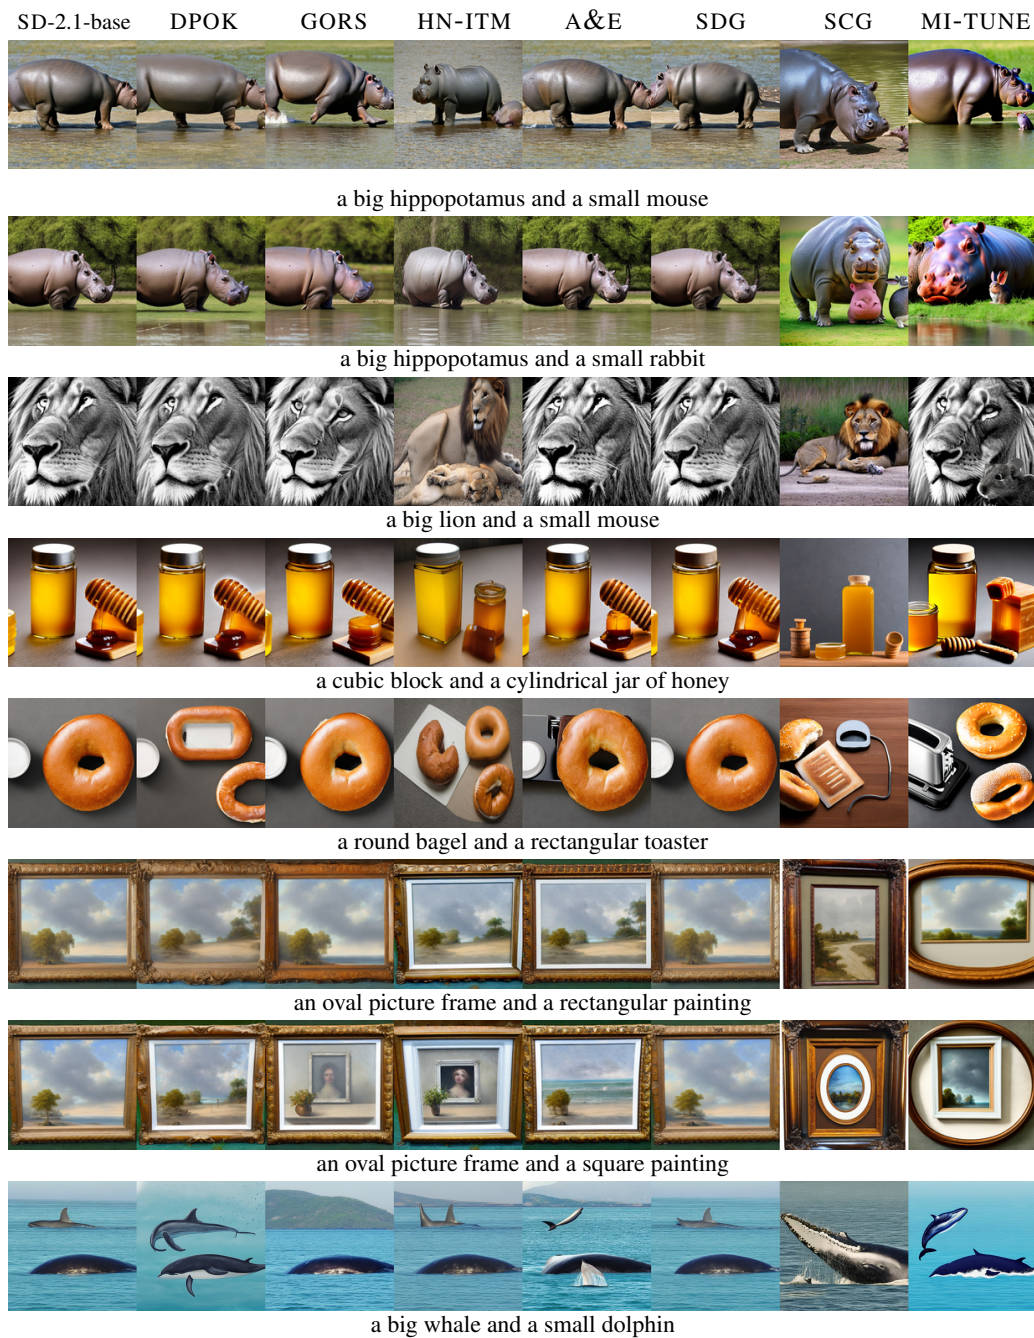 SD-2.1-base DPOK GORS HN-ITM A&E SDG SCG MI-TUNE
a big hippopotamus and a small mouse
a big hippopotamus and a small rabbit
a big lion and a small mouse
a cubic block and a cylindrical jar of honey
a round bagel and a rectangular toaster
an oval picture frame and a rectangular painting
an oval picture frame and a square painting
a big whale and a small dolphin